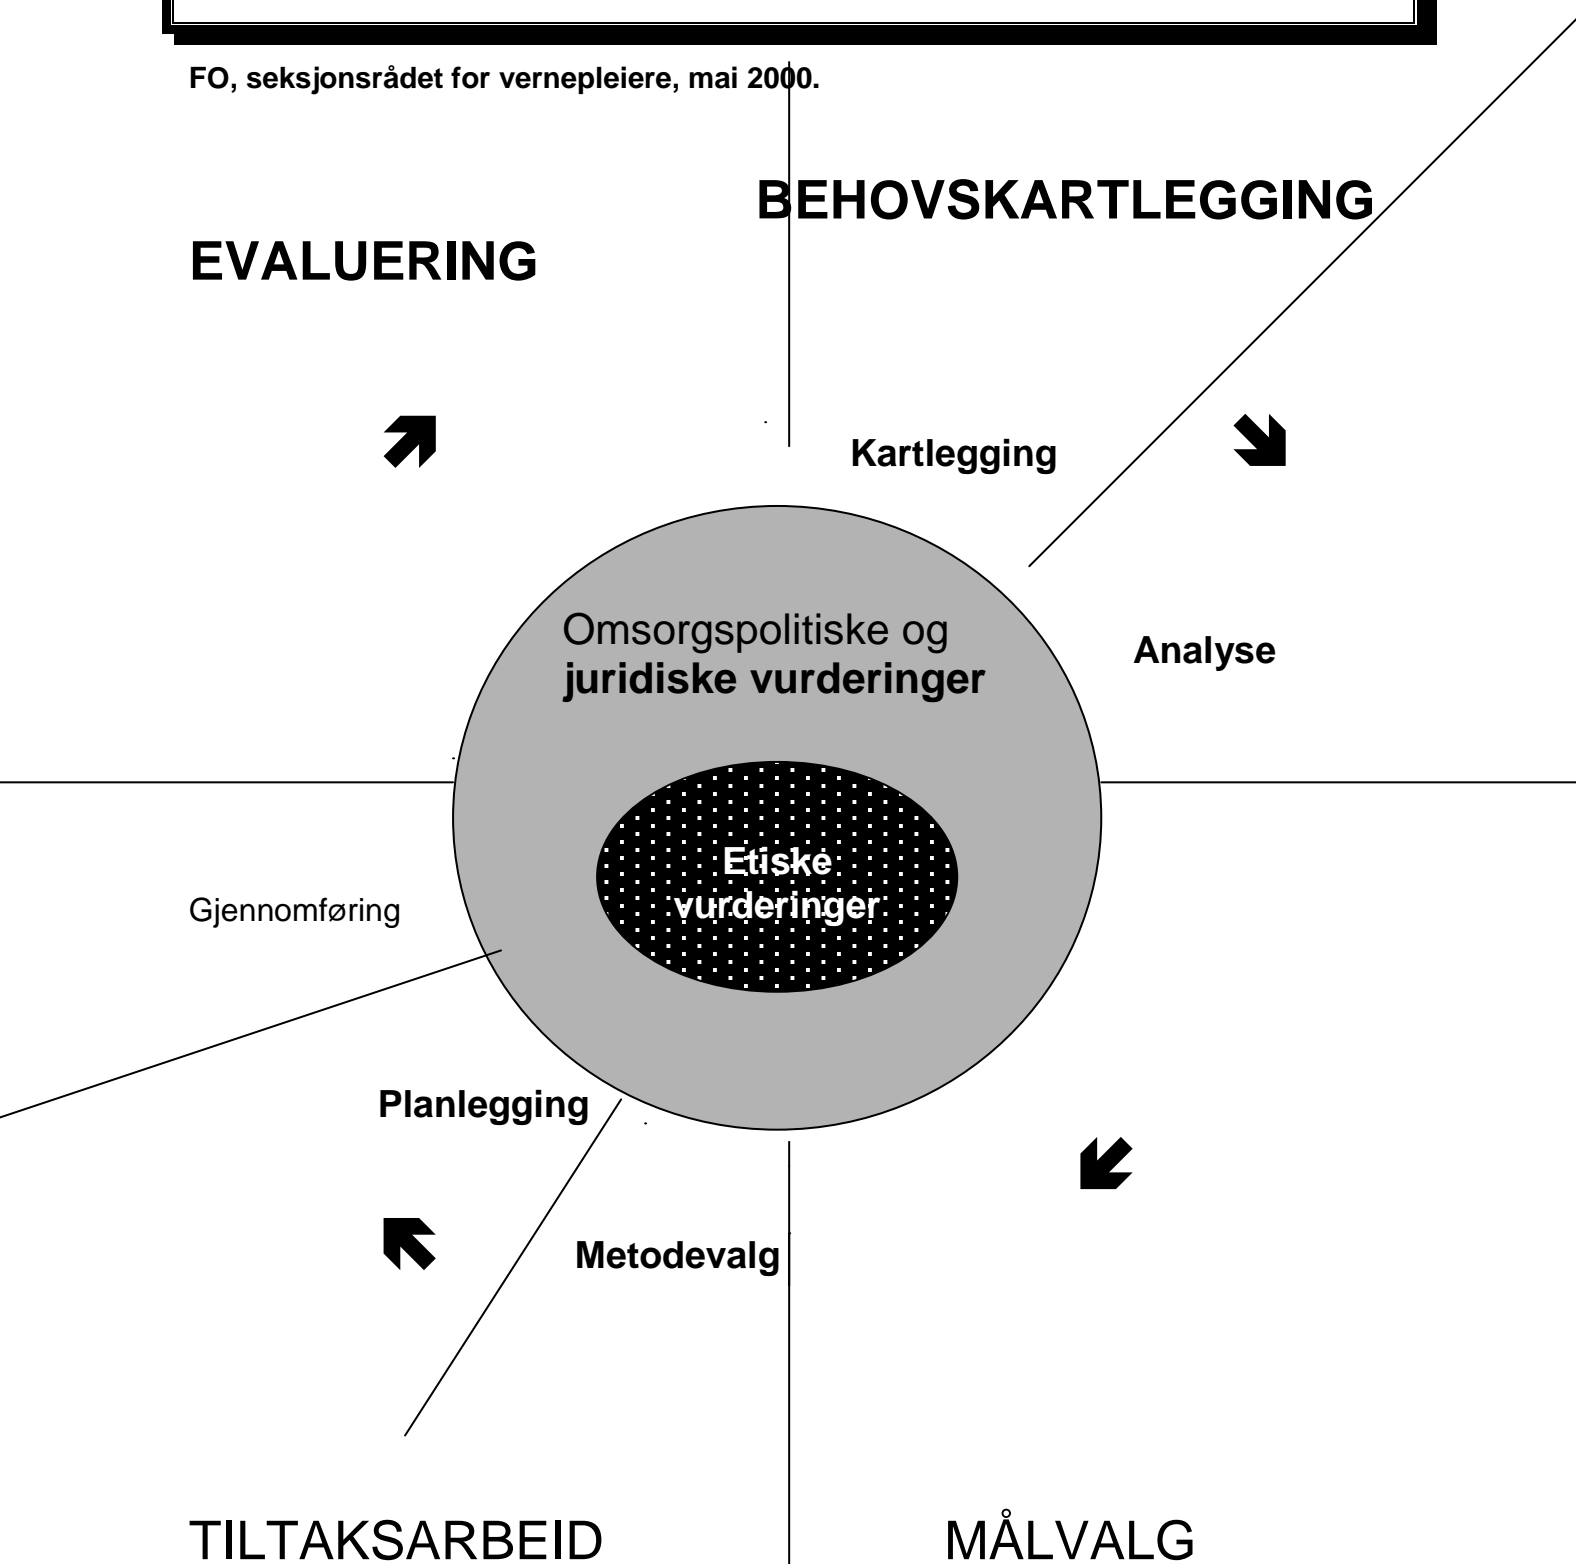 FO, seksjonsrådet for vernepleiere, mai 2000.
BEHOVSKARTLEGGING
EVALUERING
Kartlegging
Omsorgspolitiske og
juridiske vurderinger
Analyse
Etiske
vurderinger
Gjennomføring
Planlegging
Metodevalg
TILTAKSARBEID
MÅLVALG